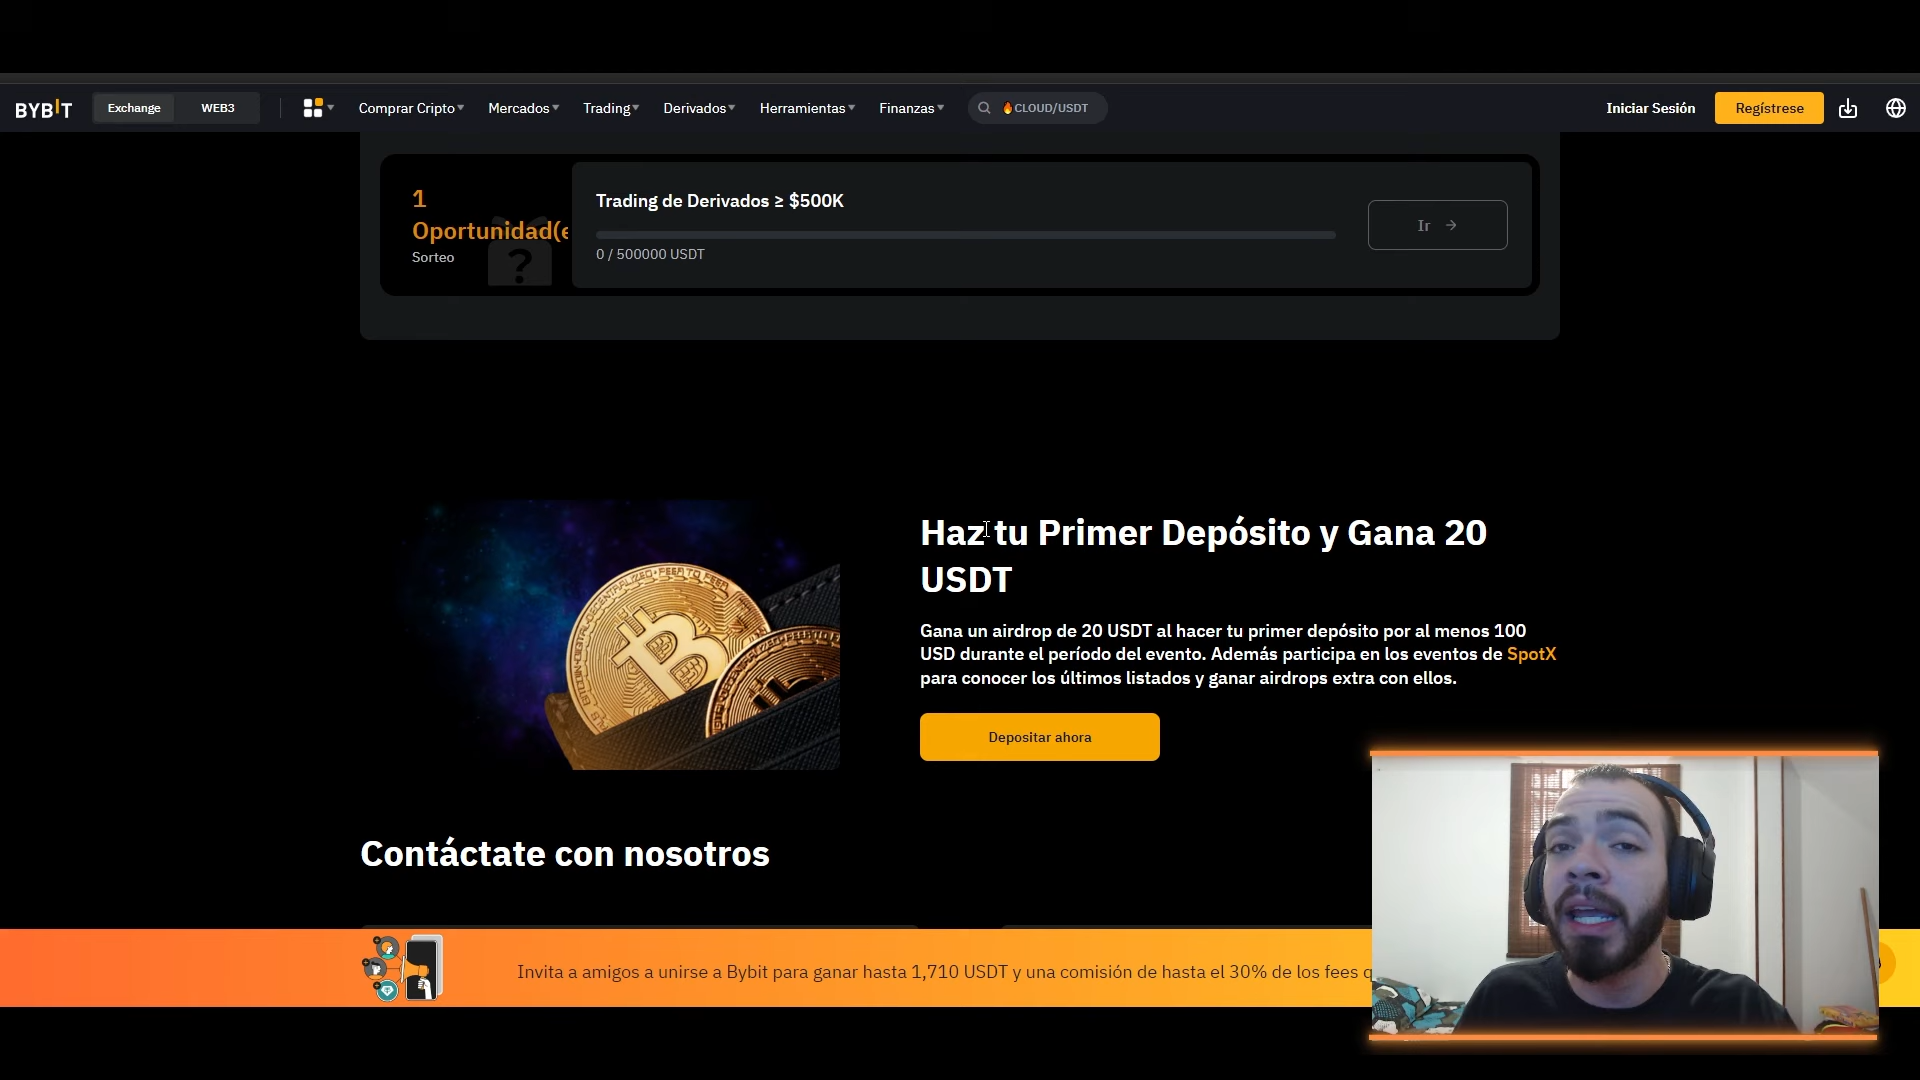 BYBIT Exchange WEB3 Comprar Cripto Mercados Trading Derivados Herramientas Finanzas CLOUD/USDT Iniciar Sesión Regístrese
1
Oportunidad(e
Sorteo
?
Trading de Derivados ≥ $500K
0 / 500000 USDT
Ir →
Haz tu Primer Depósito y Gana 20
USDT
Gana un airdrop de 20 USDT al hacer tu primer depósito por al menos 100
USD durante el período del evento. Además participa en los eventos de SpotX
para conocer los últimos listados y ganar airdrops extra con ellos.
Depositar ahora
Contáctate con nosotros
Invita a amigos a unirse a Bybit para ganar hasta 1,710 USDT y una comisión de hasta el 30% de los fees q